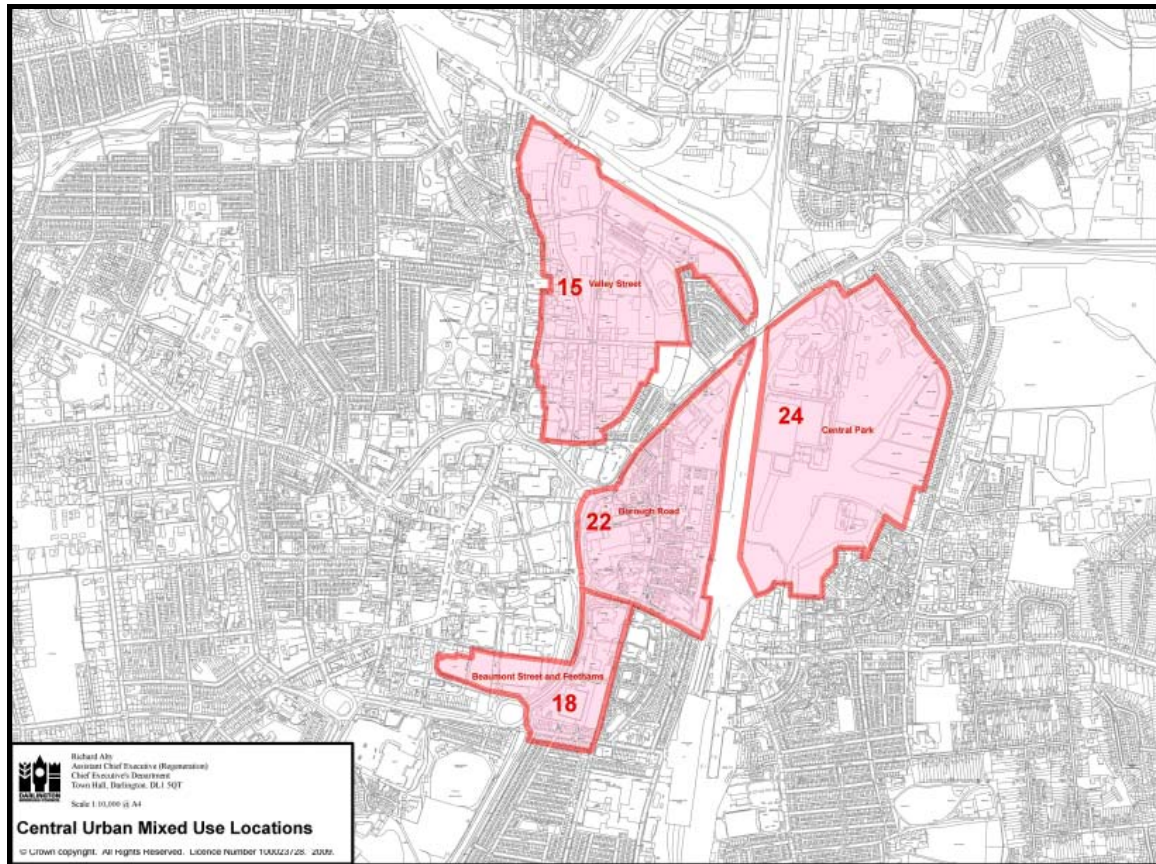 15 Valley Street
24
Central Park
22 Borough Road
Beaumont Street and Feethams
18
DARLINGTON
Richard Alty
Assistant Chief Executive (Regeneration)
Chief Executive's Department
Town Hall, Darlington. DL1 5QT
Scale 1:10,000 @ A4
Central Urban Mixed Use Locations
© Crown copyright. All Rights Reserved. Licence Number 100023728. 2009.